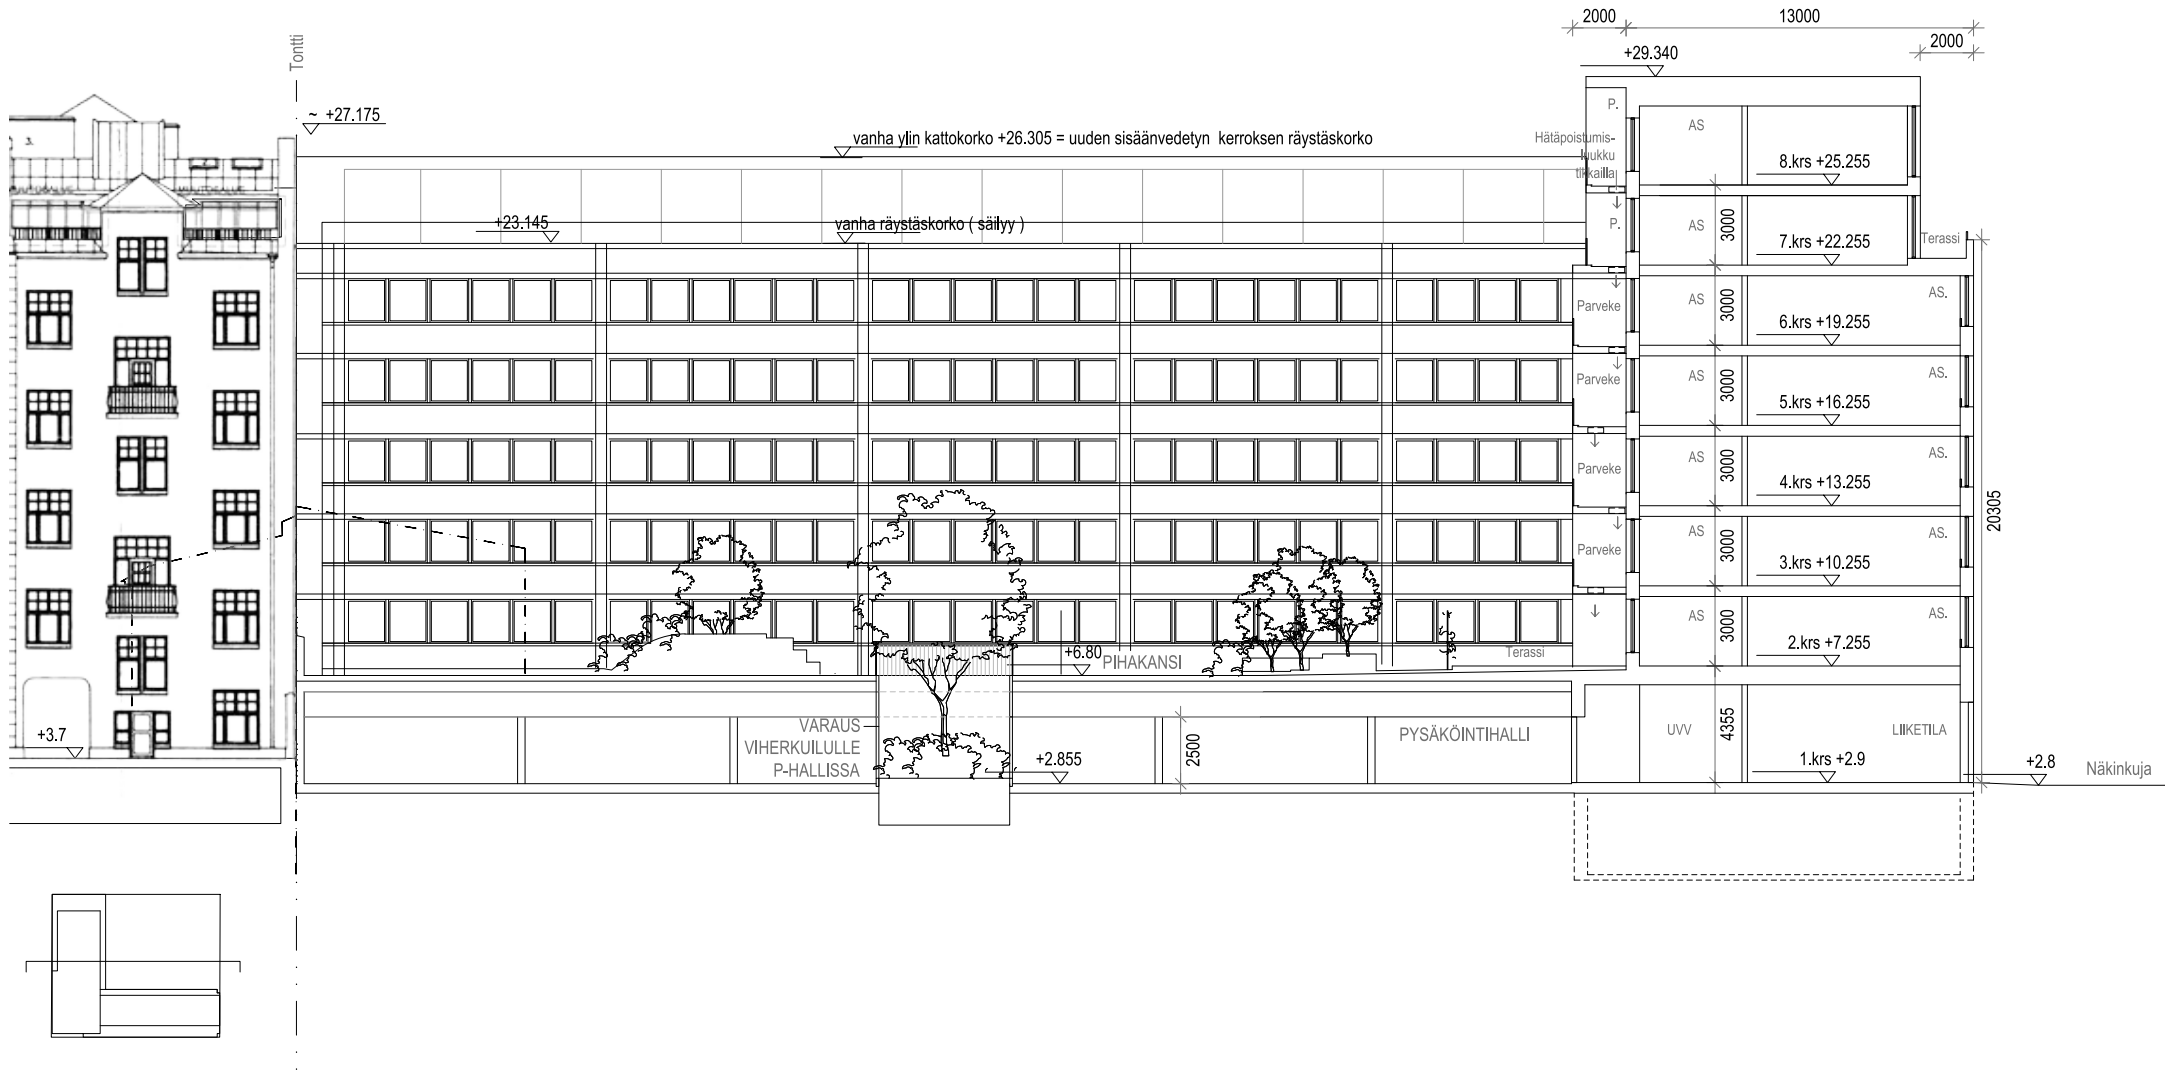 2000
13000
2000
+29.340
Tontti
~ +27.175
vanha ylin kattokorko +26.305 = uuden sisäänvedetyn kerroksen räystäskorko
Hätäpoistumis-
luukku
tikkailla
P.
AS
8.krs +25.255
3.
+23.145
vanha räystäskorko ( säilyy )
P.
AS
3000
7.krs +22.255
Terassi
Parveke
AS
3000
6.krs +19.255
AS.
Parveke
AS
3000
5.krs +16.255
AS.
Parveke
AS
3000
4.krs +13.255
AS.
20305
Parveke
AS
3000
3.krs +10.255
AS.
AS
3000
2.krs +7.255
AS.
+6.80
PIHAKANSI
Terassi
+3.7
VARAUS
VIHERKUILULLE
P-HALLISSA
+2.855
2500
PYSÄKÖINTIHALLI
UVV
4355
LIIKETILA
1.krs +2.9
+2.8
Näkinkuja